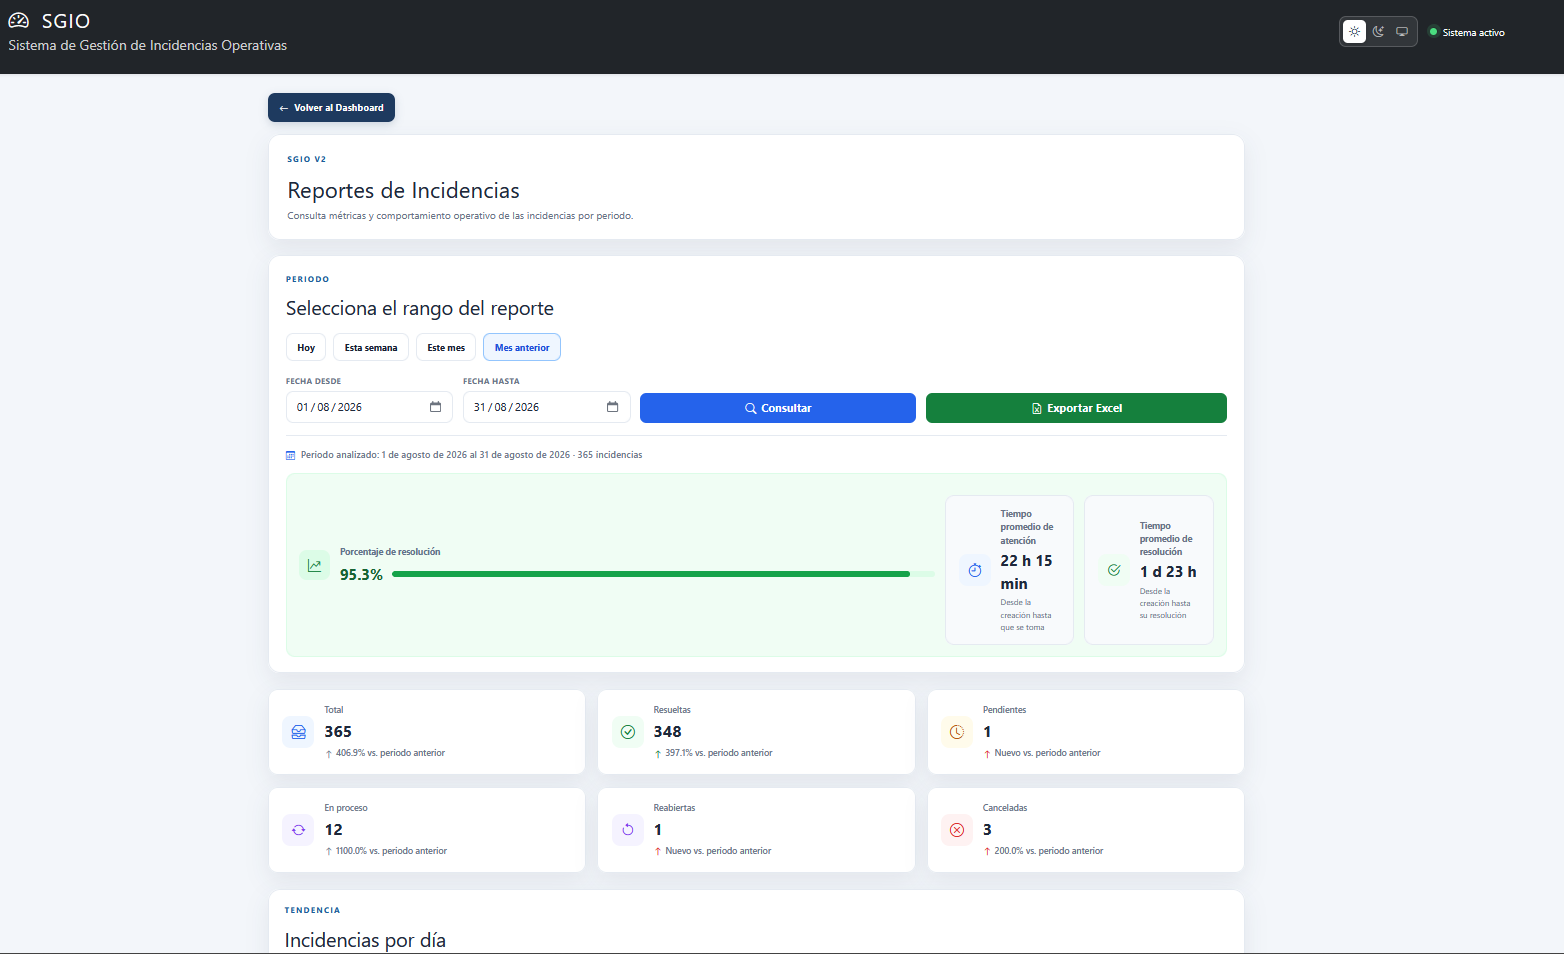 SGIO
Sistema de Gestión de Incidencias Operativas
Sistema activo
← Volver al Dashboard
SGIO V2
Reportes de Incidencias
Consulta métricas y comportamiento operativo de las incidencias por periodo.
PERIODO
Selecciona el rango del reporte
Hoy
Esta semana
Este mes
Mes anterior
FECHA DESDE
FECHA HASTA
01/08/2026
31/08/2026
Consultar
Exportar Excel
Periodo analizado: 1 de agosto de 2026 al 31 de agosto de 2026 · 365 incidencias
Porcentaje de resolución
95.3%
Tiempo
promedio de
atención
22 h 15
min
Desde la
creación hasta
que se toma
Tiempo
promedio de
resolución
1 d 23 h
Desde la
creación hasta
su resolución
Total
365
↑ 406.9% vs. periodo anterior
Resueltas
348
↑ 397.1% vs. periodo anterior
Pendientes
1
↑ Nuevo vs. periodo anterior
En proceso
12
↑ 1100.0% vs. periodo anterior
Reabiertas
1
↑ Nuevo vs. periodo anterior
Canceladas
3
↑ 200.0% vs. periodo anterior
TENDENCIA
Incidencias por día